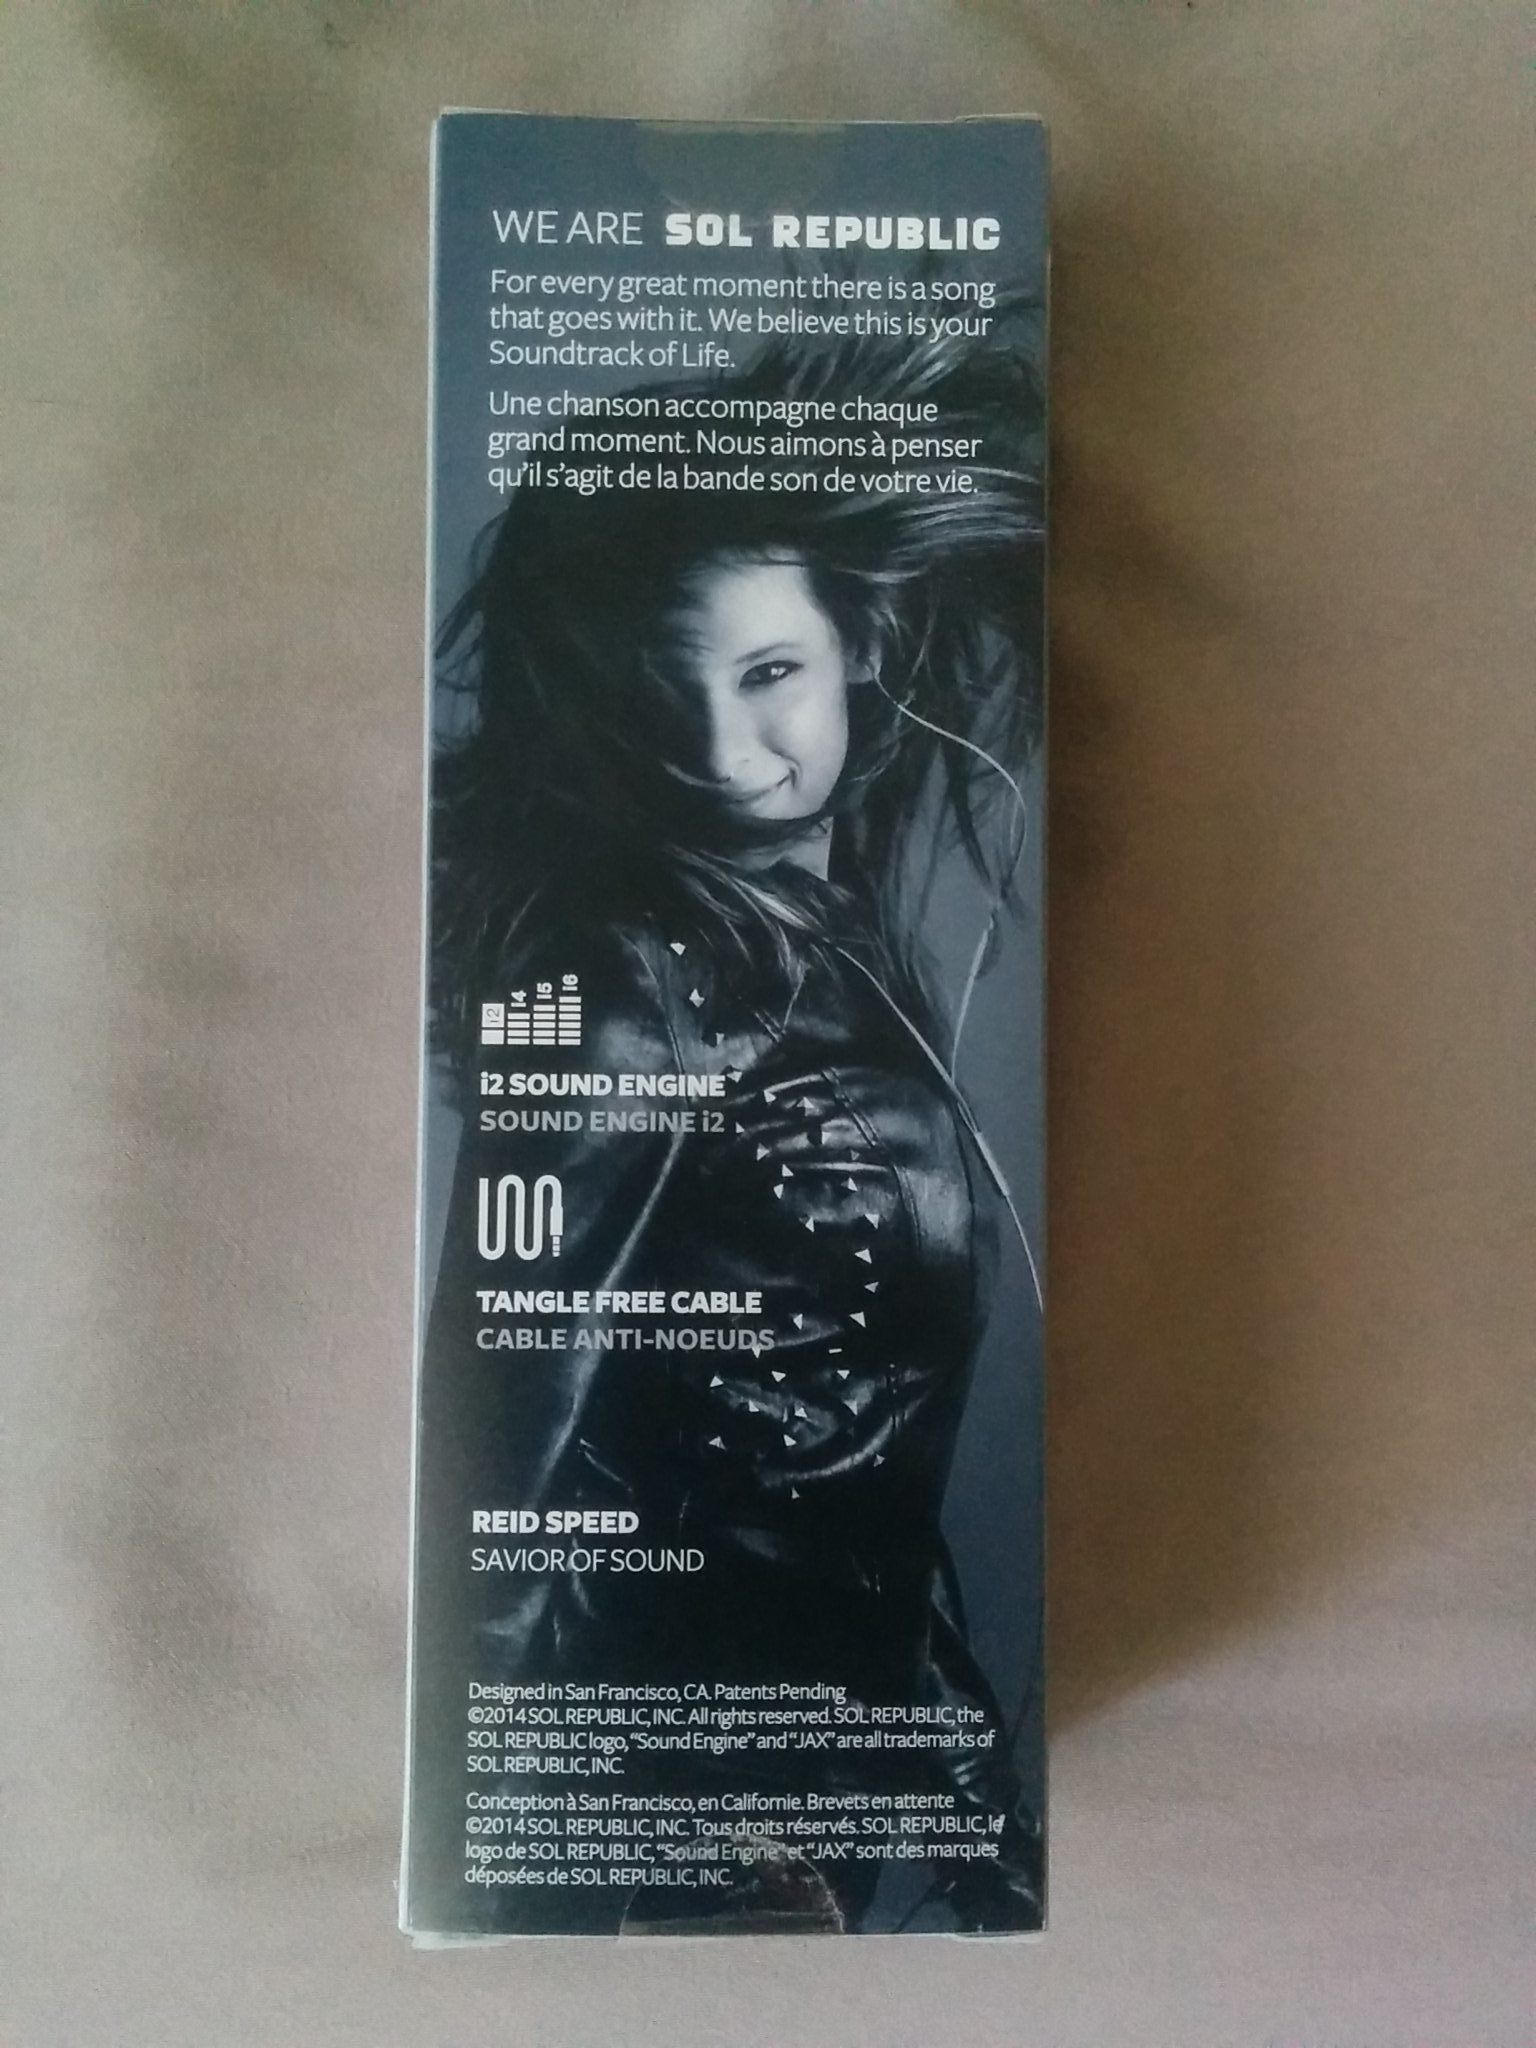 WE ARE SOL REPUBLIC
For every great moment there is a song
that goes with it. We believe this is your
Soundtrack of Life.
Une chanson accompagne chaque
grand moment. Nous aimons à penser
qu'il s'agit de la bande son de votre vie.
i2 i4 i5 i6
i2 SOUND ENGINE
SOUND ENGINE i2
TANGLE FREE CABLE
CABLE ANTI-NOEUDS
REID SPEED
SAVIOR OF SOUND
Designed in San Francisco, CA. Patents Pending
©2014 SOL REPUBLIC, INC. All rights reserved. SOL REPUBLIC, the
SOL REPUBLIC logo, “Sound Engine” and “JAX” are all trademarks of
SOL REPUBLIC, INC.
Conception à San Francisco, en Californie. Brevets en attente
©2014 SOL REPUBLIC, INC. Tous droits réservés. SOL REPUBLIC, le
logo de SOL REPUBLIC, “Sound Engine” et “JAX” sont des marques
déposées de SOL REPUBLIC, INC.